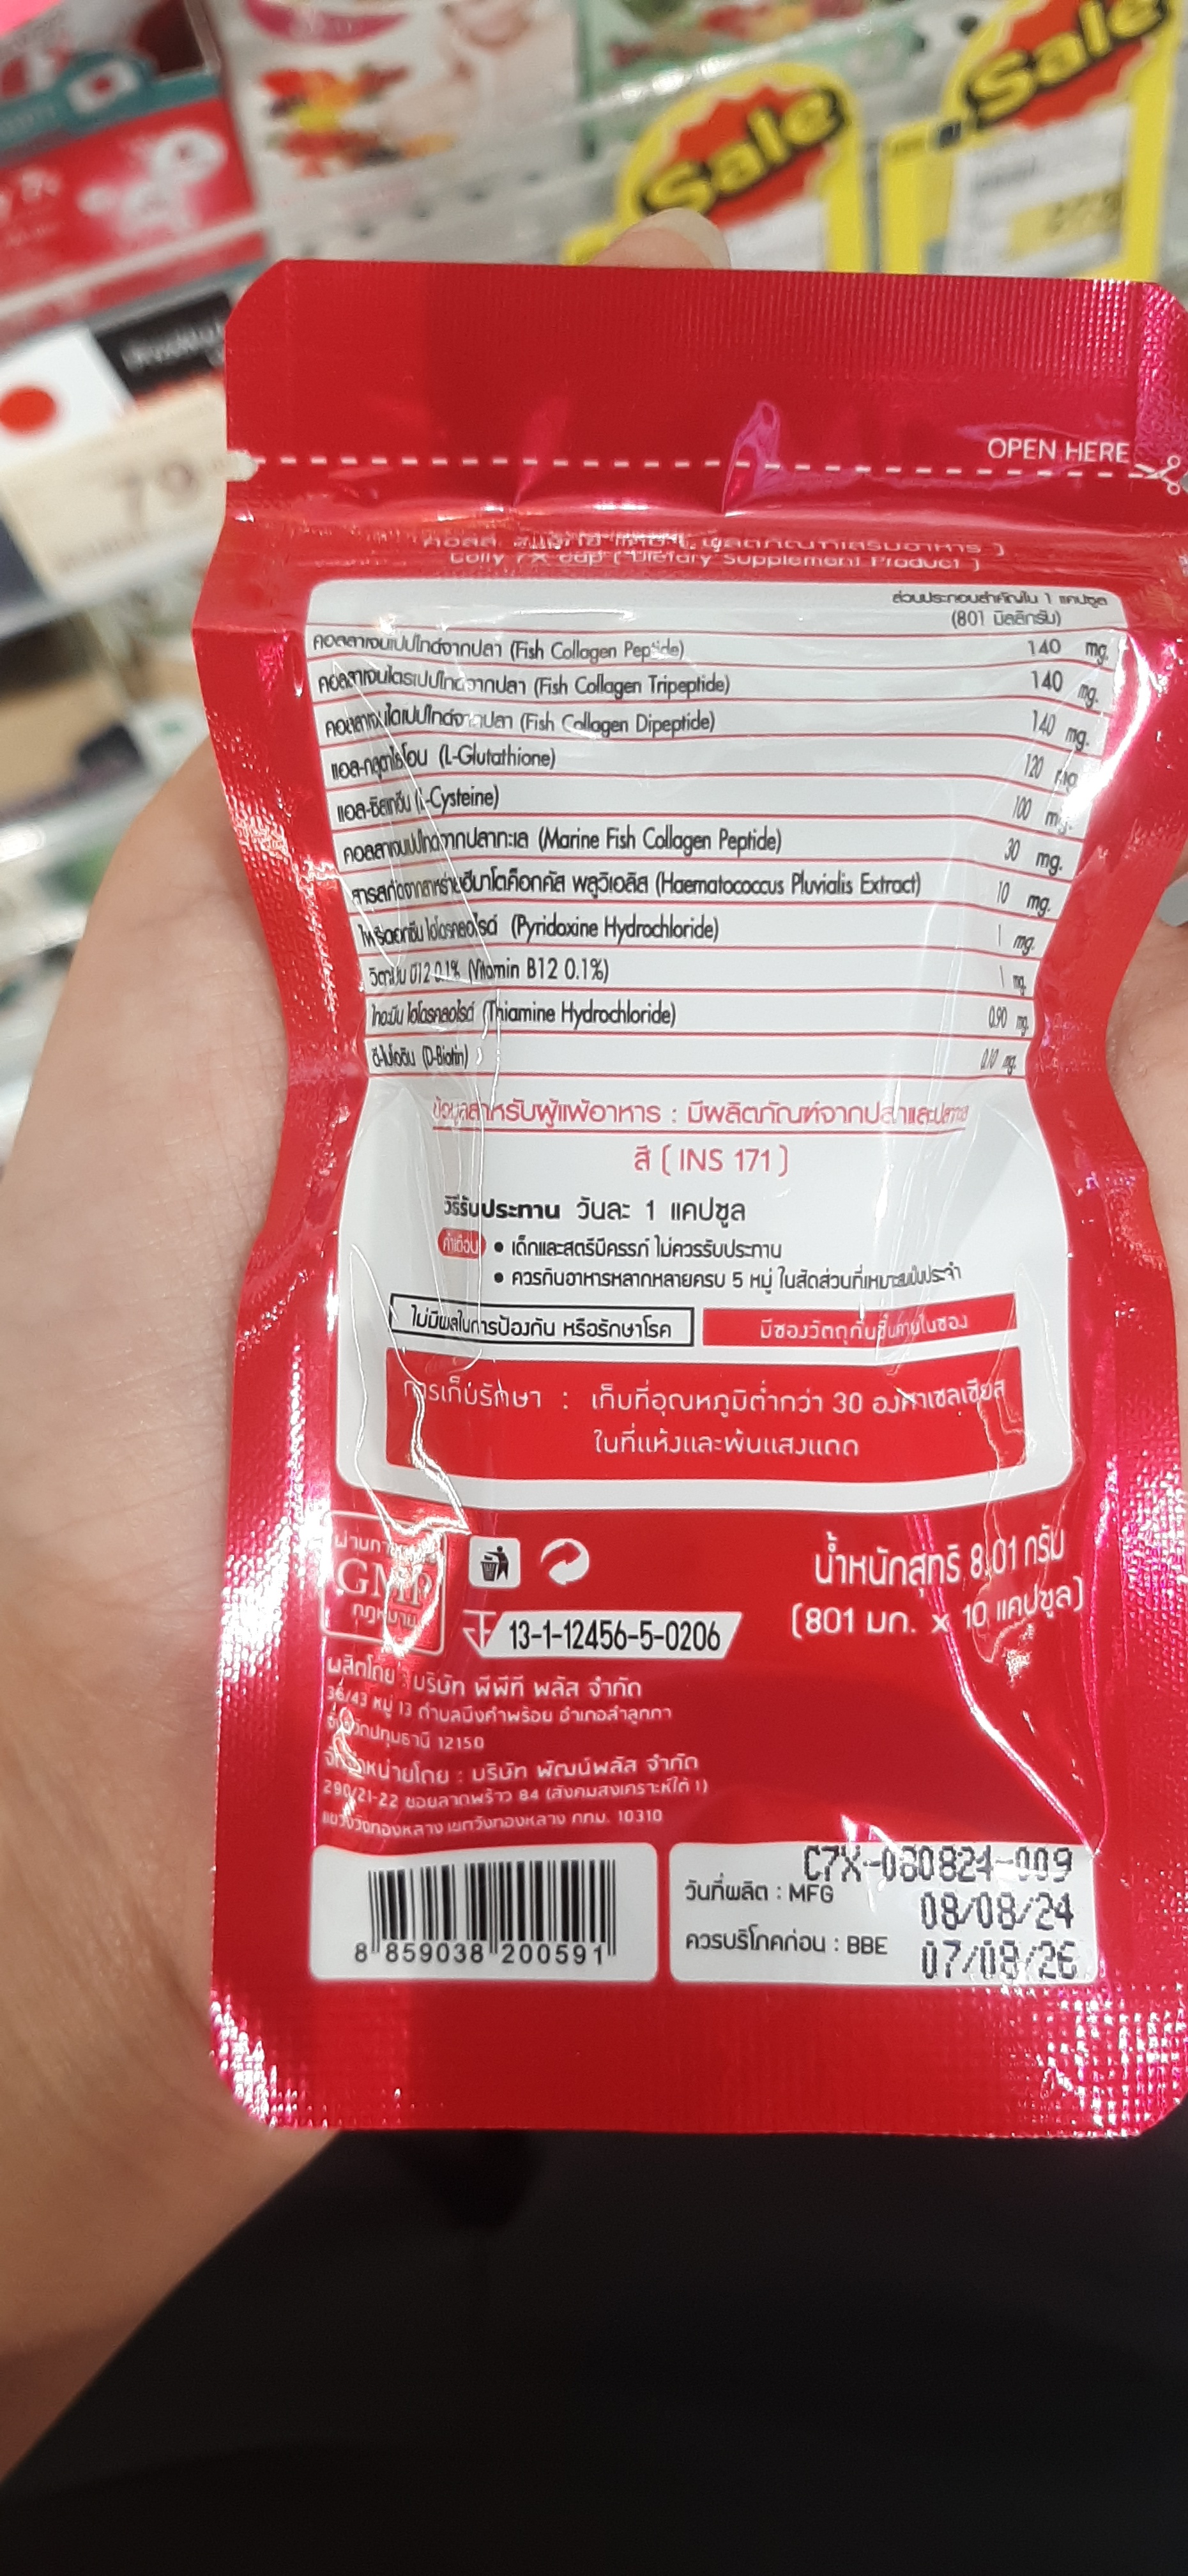 Sale
Sale
79
OPEN HERE
Colly 7X cap ( Dietary Supplement Product )
ส่วนประกอบสำคัญใน 1 แคปซูล
(801 มิลลิกรัม)
คอลลาเจนเปปไทด์จากปลา (Fish Collagen Peptide) 140 mg.
คอลลาเจนไตรเปปไทด์จากปลา (Fish Collagen Tripeptide) 140 mg.
คอลลาเจนไดเปปไทด์จากปลา (Fish Collagen Dipeptide) 140 mg.
แอล-กลูตาไธโอน (L-Glutathione) 120 mg.
แอล-ซิสเทอีน (L-Cysteine) 100 mg.
คอลลาเจนเปปไทด์จากปลาทะเล (Marine Fish Collagen Peptide) 30 mg.
สารสกัดจากสาหร่ายฮีมาโตค็อกคัส พลูวิเอลิส (Haematococcus Pluvialis Extract) 10 mg.
ไพริดอกซีน ไฮโดรคลอไรด์ (Pyridoxine Hydrochloride) 1 mg.
วิตามิน บี12 0.1% (Vitamin B12 0.1%) 1 mg.
ไทอะมีน ไฮโดรคลอไรด์ (Thiamine Hydrochloride) 0.90 mg.
ดี-ไบโอติน (D-Biotin) 0.10 mg.
ข้อมูลสำหรับผู้แพ้อาหาร : มีผลิตภัณฑ์จากปลาและปลาทะเล
สี ( INS 171 )
วิธีรับประทาน วันละ 1 แคปซูล
คำเตือน • เด็กและสตรีมีครรภ์ ไม่ควรรับประทาน
• ควรกินอาหารหลากหลายครบ 5 หมู่ ในสัดส่วนที่เหมาะสมเป็นประจำ
ไม่มีผลในการป้องกัน หรือรักษาโรค
มีซองวัตถุกันชื้นภายในซอง
การเก็บรักษา : เก็บที่อุณหภูมิต่ำกว่า 30 องศาเซลเซียส
ในที่แห้งและพ้นแสงแดด
GMP
กฎหมาย
น้ำหนักสุทธิ 8.01 กรัม
(801 มก. x 10 แคปซูล)
13-1-12456-5-0206
ผลิตโดย : บริษัท พีพีที พลัส จำกัด
36/43 หมู่ 13 ตำบลบึงคำพร้อย อำเภอลำลูกกา
จังหวัดปทุมธานี 12150
จัดจำหน่ายโดย : บริษัท พัฒน์พลัส จำกัด
290/21-22 ซอยลาดพร้าว 84 (สังคมสงเคราะห์ใต้ 1)
แขวงวังทองหลาง เขตวังทองหลาง กทม. 10310
8 859038 200591
C7X-080824-009
วันที่ผลิต : MFG 08/08/24
ควรบริโภคก่อน : BBE 07/08/26